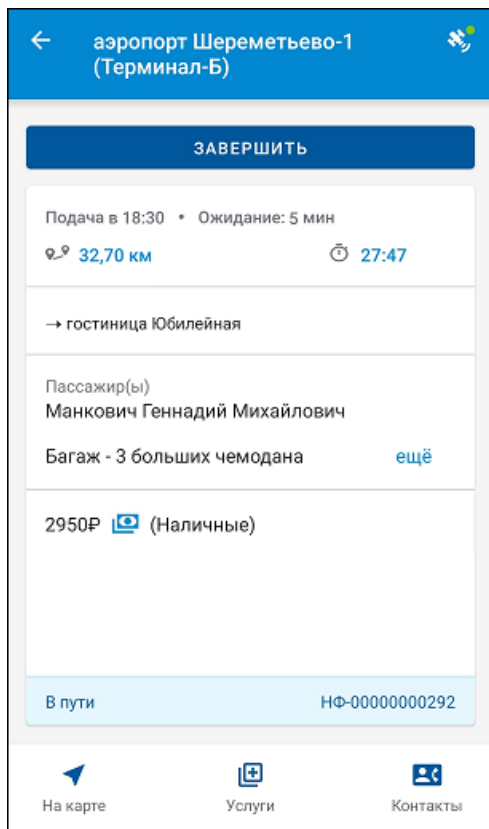 аэропорт Шереметьево-1
(Терминал-Б)
ЗАВЕРШИТЬ
Подача в 18:30 • Ожидание: 5 мин
32,70 км 27:47
→ гостиница Юбилейная
Пассажир(ы)
Манкович Геннадий Михайлович
Багаж - 3 больших чемодана ещё
2950₽ (Наличные)
В пути НФ-00000000292
На карте Услуги Контакты